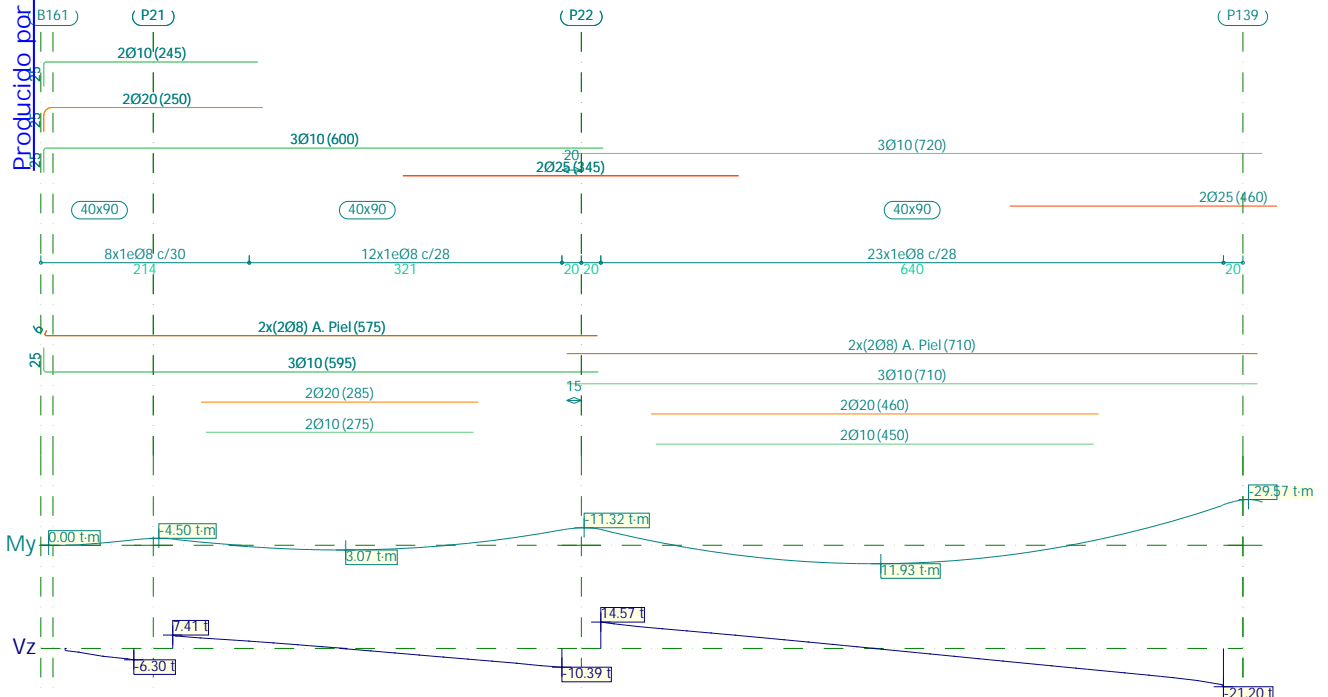 Producido por
B161 P21 P22 P139
2Ø10 (245)
25
2Ø20 (250)
3Ø10 (600)
3Ø10 (720)
25
20
2Ø25 (345)
2Ø25 (460)
40x90 40x90 40x90
8x1eØ8 c/30 12x1eØ8 c/28 23x1eØ8 c/28
214 321 20 20 640 20
6
2x(2Ø8) A. Piel (575)
2x(2Ø8) A. Piel (710)
25
3Ø10 (595)
3Ø10 (710)
15
2Ø20 (285)
2Ø20 (460)
2Ø10 (275)
2Ø10 (450)
-29.57 t·m
-11.32 t·m
-4.50 t·m
0.00 t·m
My
3.07 t·m
11.93 t·m
14.57 t
7.41 t
Vz
-6.30 t
-10.39 t
-21.20 t